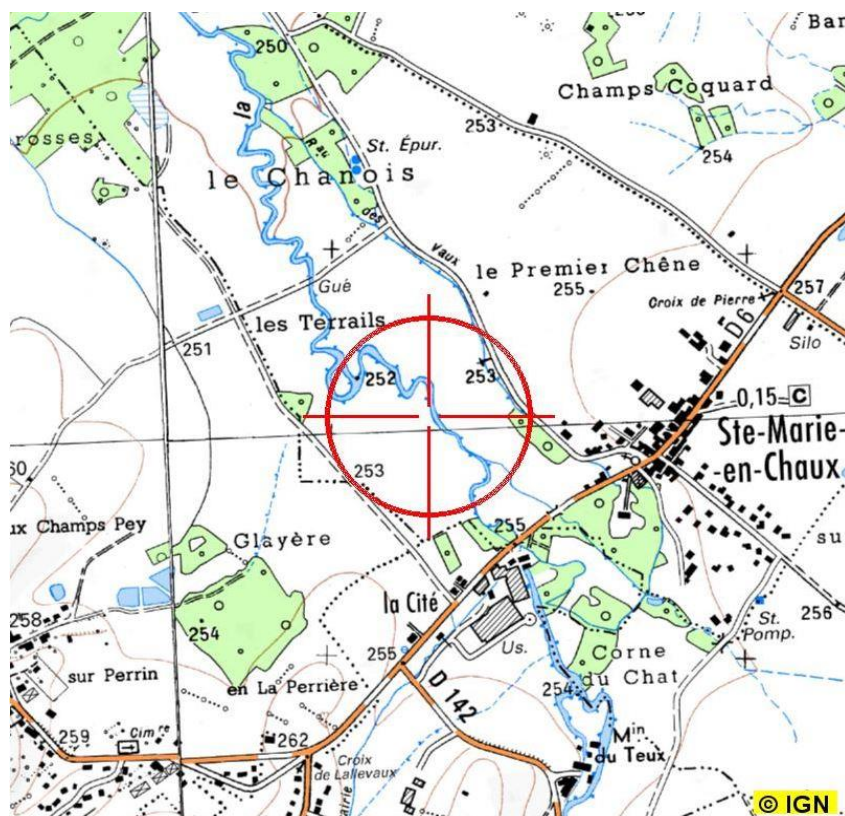 250
la
Bar
Champs Coquard
253
254
rosses
St. Épur.
Rau
le Chanois
des
Vaux
le Premier Chêne
255
257
Croix de Pierre
D 6
Silo
Gué
les Terrails
251
252
253
0,15 C
Ste-Marie-
-en-Chaux
253
60
ux Champs Pey
Glayère
255
su
la Cité
256
258
254
St.
Pomp.
255
Us.
Corne
du Chat
sur Perrin
en La Perrière
D 142
254
Min
du Teux
259
Cimre
262
Croix
de Lallevaux
airie
© IGN